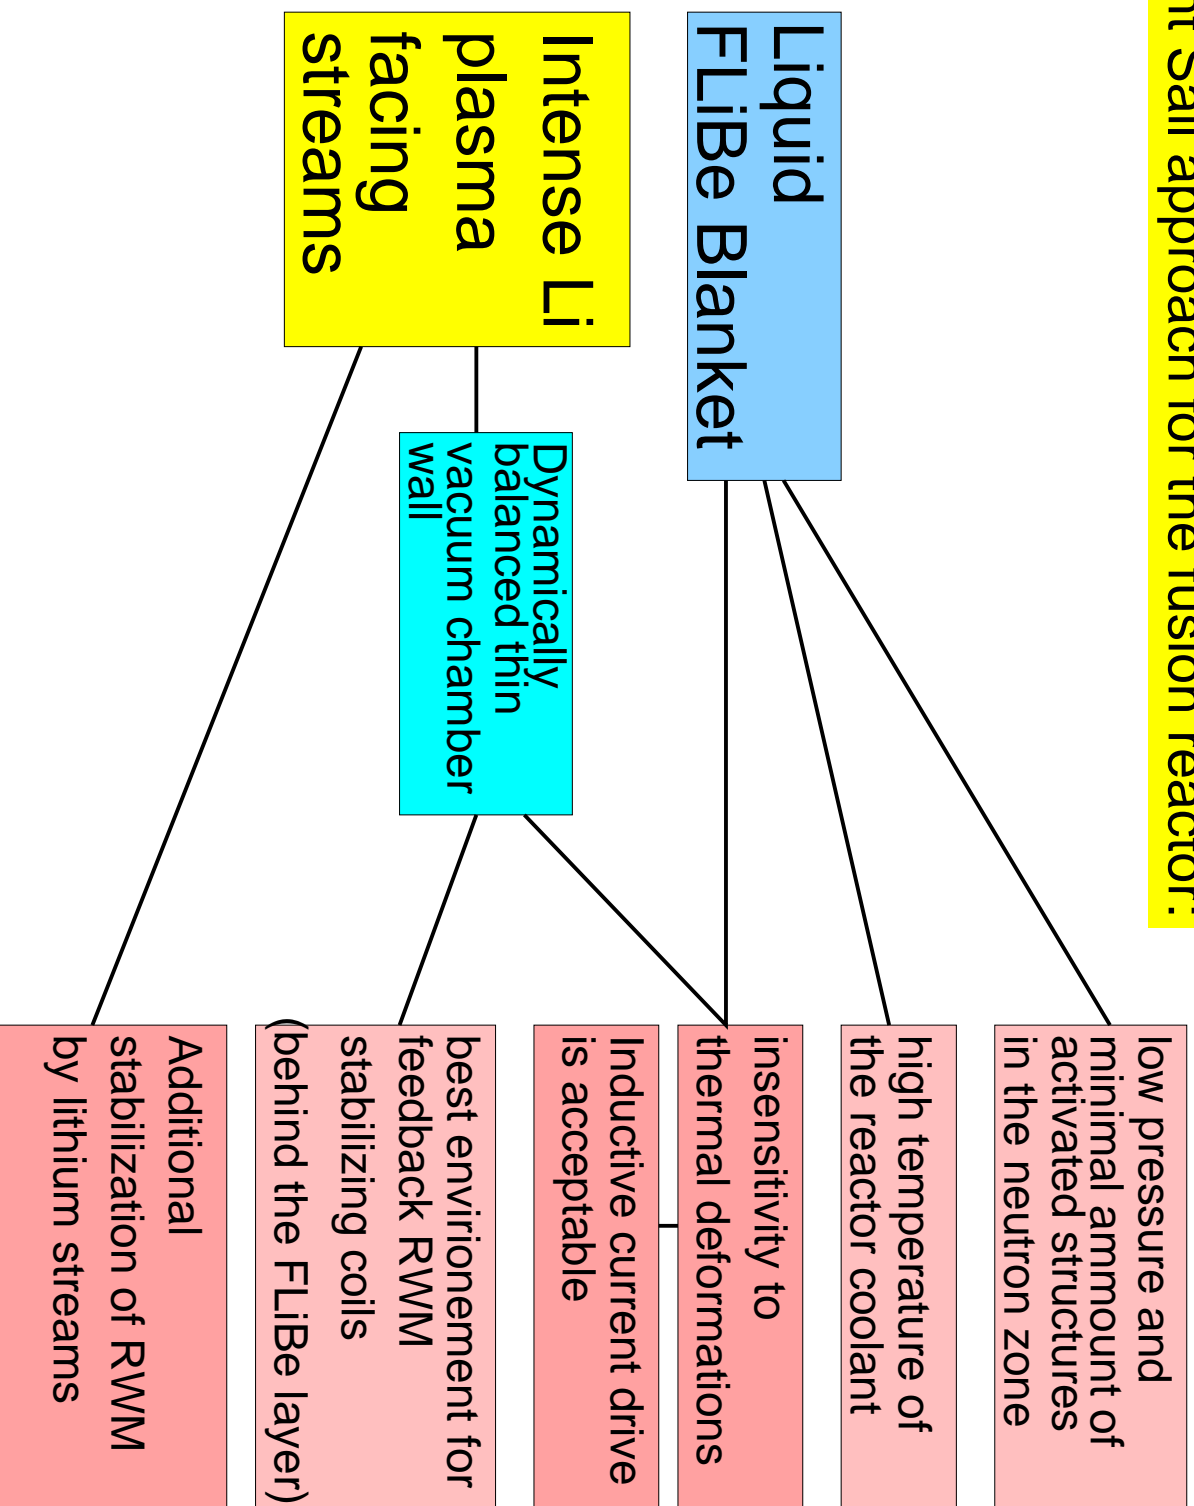 Sail approach for the fusion reactor:
Liquid
FLiBe Blanket
Intense Li
plasma
facing
streams
Dynamically
balanced thin
vacuum chamber
wall
low pressure and
minimal ammount of
activated structures
in the neutron zone
high temperature of
the reactor coolant
insensitivity to
thermal deformations
Inductive current drive
is acceptable
best envirionement for
feedback RWM
stabilizing coils
(behind the FLiBe layer)
Additional
stabilization of RWM
by lithium streams